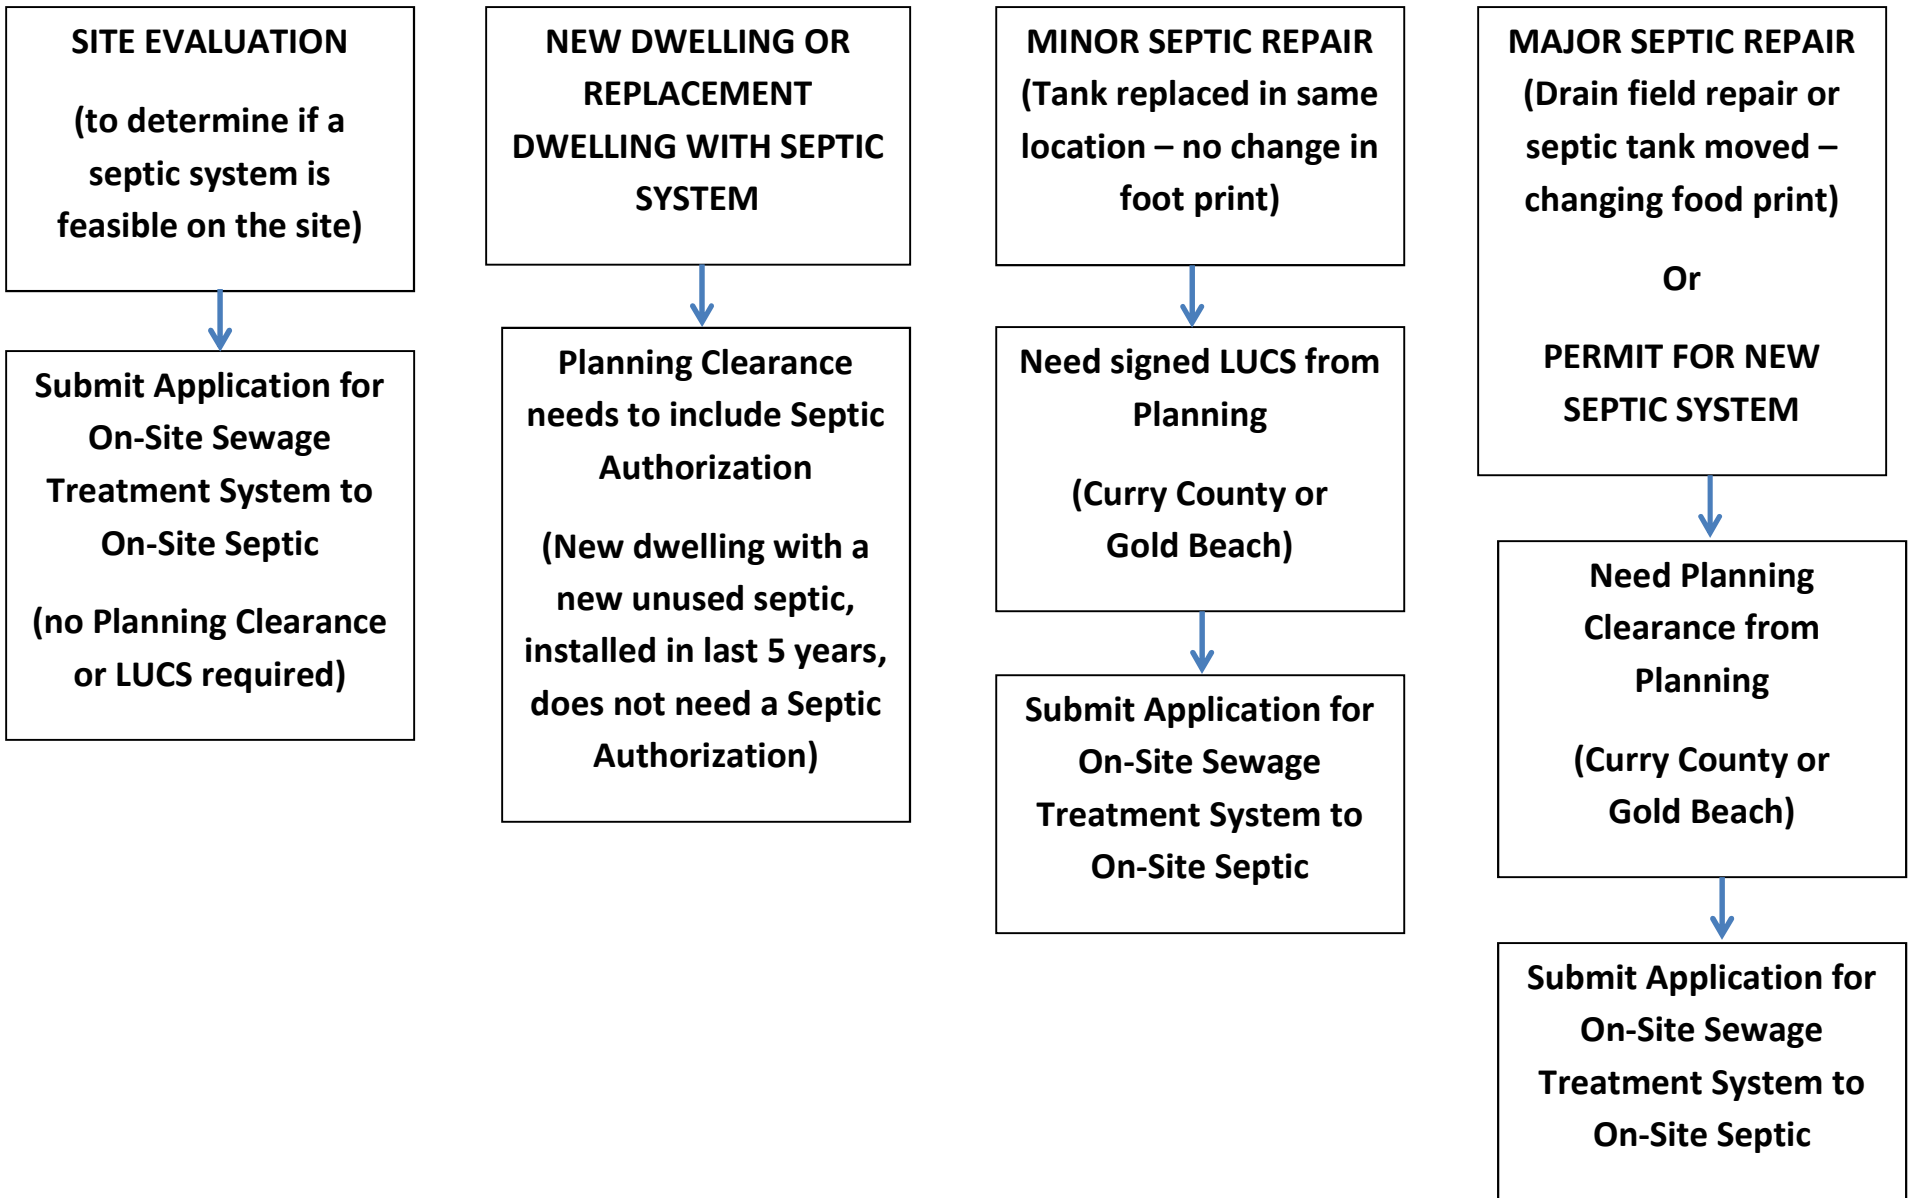 SITE EVALUATION
(to determine if a
septic system is
feasible on the site)
Submit Application for
On-Site Sewage
Treatment System to
On-Site Septic
(no Planning Clearance
or LUCS required)
NEW DWELLING OR
REPLACEMENT
DWELLING WITH SEPTIC
SYSTEM
Planning Clearance
needs to include Septic
Authorization
(New dwelling with a
new unused septic,
installed in last 5 years,
does not need a Septic
Authorization)
MINOR SEPTIC REPAIR
(Tank replaced in same
location – no change in
foot print)
Need signed LUCS from
Planning
(Curry County or
Gold Beach)
Submit Application for
On-Site Sewage
Treatment System to
On-Site Septic
MAJOR SEPTIC REPAIR
(Drain field repair or
septic tank moved –
changing food print)
Or
PERMIT FOR NEW
SEPTIC SYSTEM
Need Planning
Clearance from
Planning
(Curry County or
Gold Beach)
Submit Application for
On-Site Sewage
Treatment System to
On-Site Septic